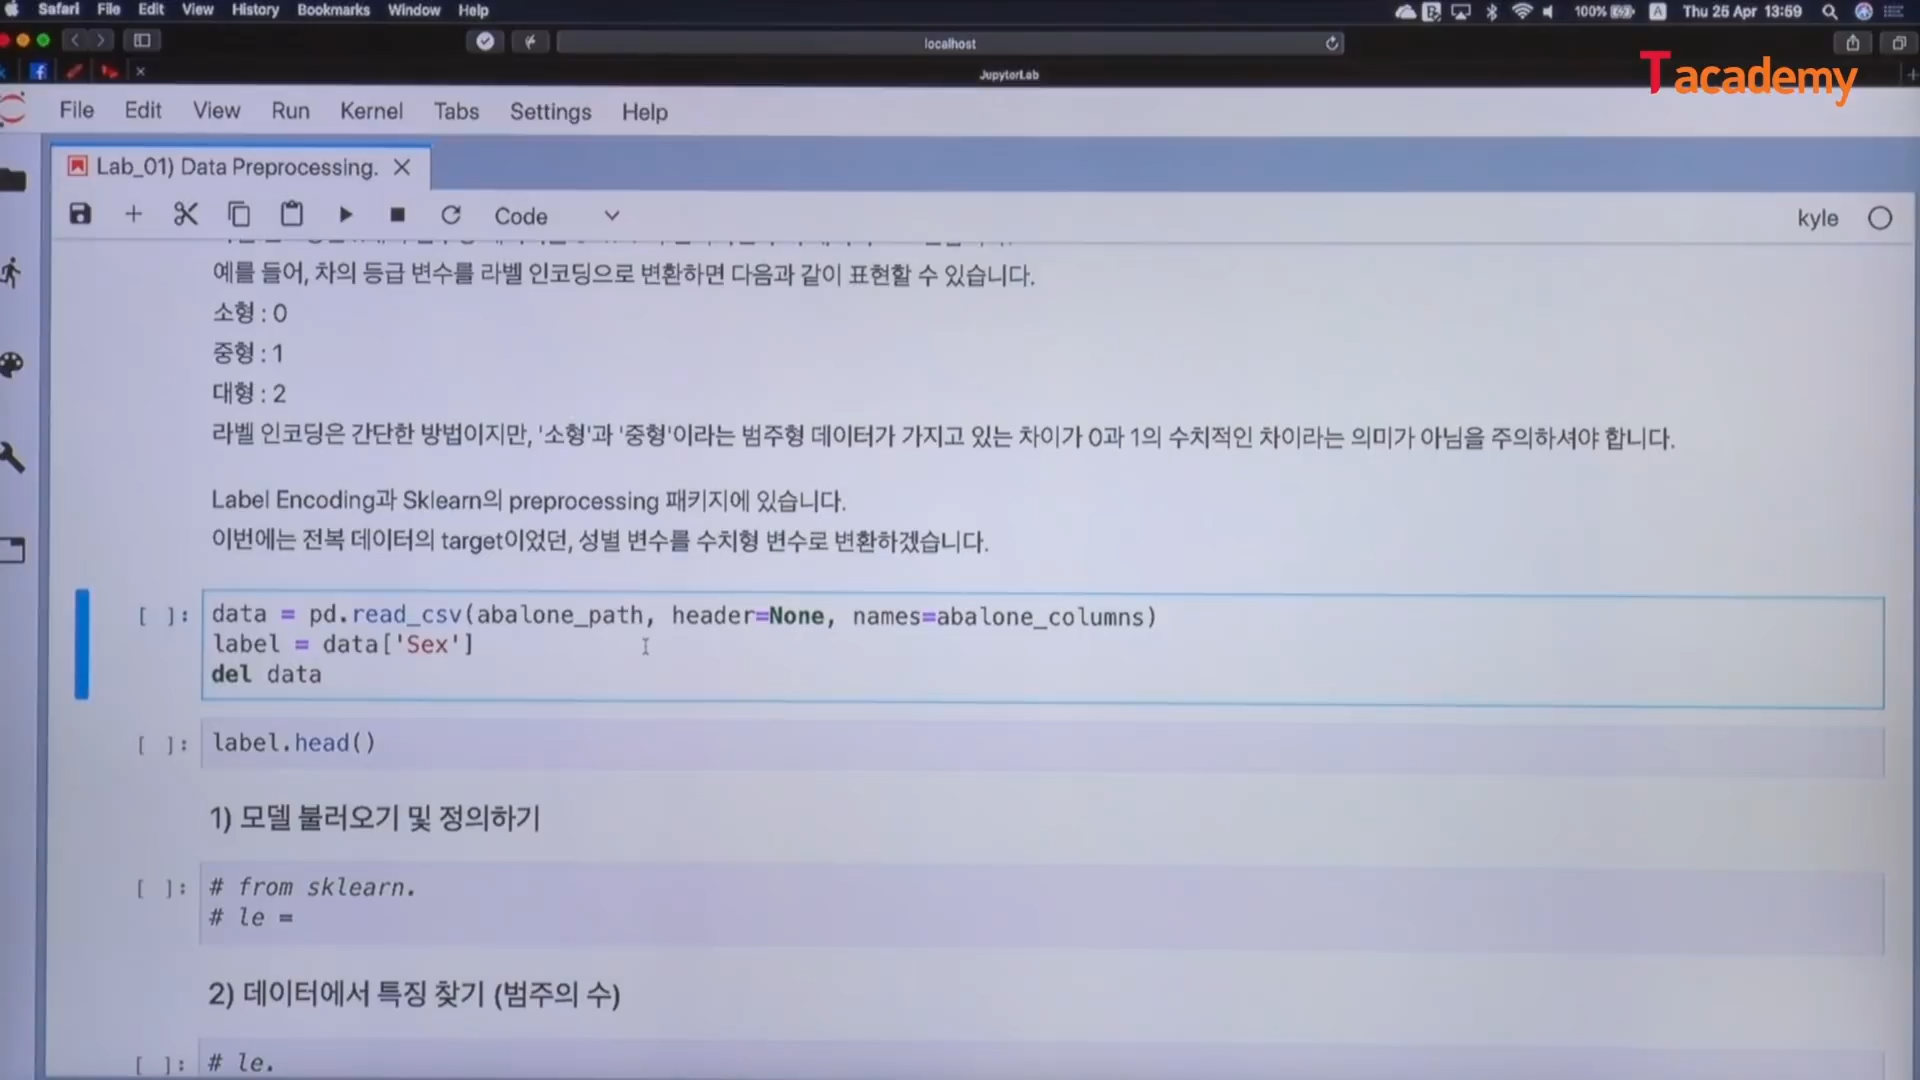 Safari File Edit View History Bookmarks Window Help
100% A Thu 25 Apr 13:59
localhost
JupyterLab
T academy
File Edit View Run Kernel Tabs Settings Help
Lab_01) Data Preprocessing.
Code
kyle
예를 들어, 차의 등급 변수를 라벨 인코딩으로 변환하면 다음과 같이 표현할 수 있습니다.
소형 : 0
중형 : 1
대형 : 2
라벨 인코딩은 간단한 방법이지만, '소형'과 '중형'이라는 범주형 데이터가 가지고 있는 차이가 0과 1의 수치적인 차이라는 의미가 아님을 주의하셔야 합니다.
Label Encoding과 Sklearn의 preprocessing 패키지에 있습니다.
이번에는 전복 데이터의 target이었던, 성별 변수를 수치형 변수로 변환하겠습니다.
[ ]: data = pd.read_csv(abalone_path, header=None, names=abalone_columns)
label = data['Sex']
del data
[ ]: label.head()
1) 모델 불러오기 및 정의하기
[ ]: # from sklearn.
# le =
2) 데이터에서 특징 찾기 (범주의 수)
[ ]: # le.